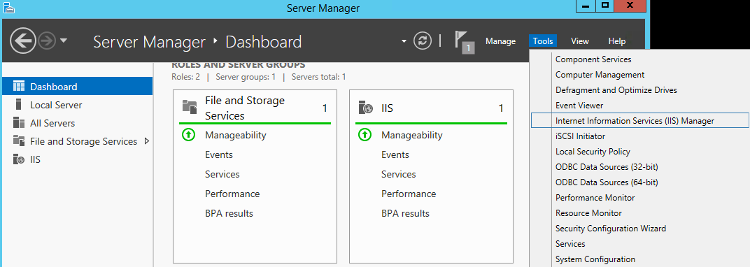 Server Manager
Server Manager • Dashboard
1
Manage
Tools
View
Help
Dashboard
Local Server
All Servers
File and Storage Services
IIS
ROLES AND SERVER GROUPS
Roles: 2 | Server groups: 1 | Servers total: 1
File and Storage
Services
1
Manageability
Events
Services
Performance
BPA results
IIS
1
Manageability
Events
Services
Performance
BPA results
Component Services
Computer Management
Defragment and Optimize Drives
Event Viewer
Internet Information Services (IIS) Manager
iSCSI Initiator
Local Security Policy
ODBC Data Sources (32-bit)
ODBC Data Sources (64-bit)
Performance Monitor
Resource Monitor
Security Configuration Wizard
Services
System Configuration